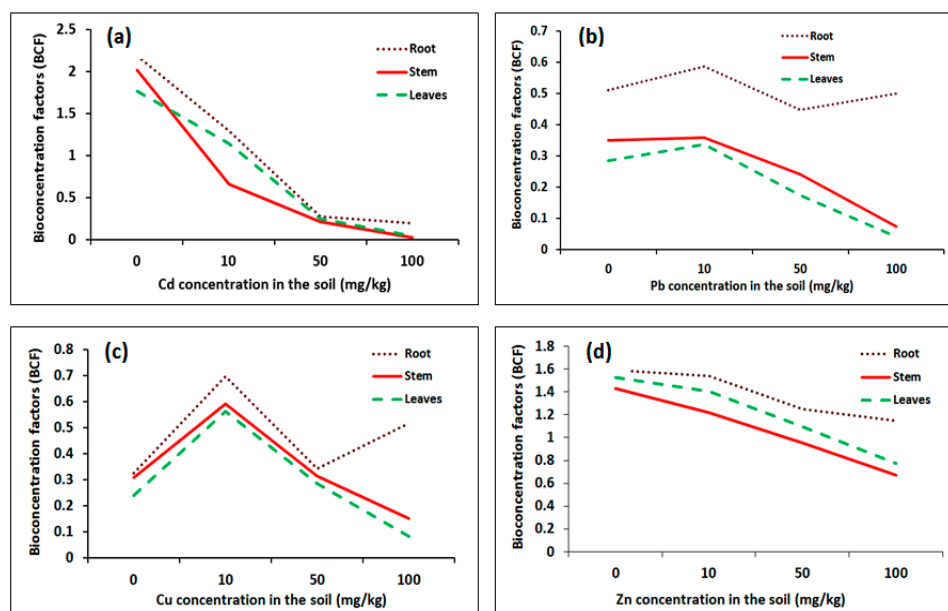 (a)
Bioconcentration factors (BCF)
2.5
2
1.5
1
0.5
0
Root
Stem
Leaves
0 10 50 100
Cd concentration in the soil (mg/kg)
(b)
Bioconcentration factors (BCF)
0.7
0.6
0.5
0.4
0.3
0.2
0.1
0
Root
Stem
Leaves
0 10 50 100
Pb concentration in the soil (mg/kg)
(c)
Bioconcentration factors (BCF)
0.8
0.7
0.6
0.5
0.4
0.3
0.2
0.1
0
Root
Stem
Leaves
0 10 50 100
Cu concentration in the soil (mg/kg)
(d)
Bioconcentration factors (BCF)
1.8
1.6
1.4
1.2
1
0.8
0.6
0.4
0.2
0
Root
Stem
Leaves
0 10 50 100
Zn concentration in the soil (mg/kg)